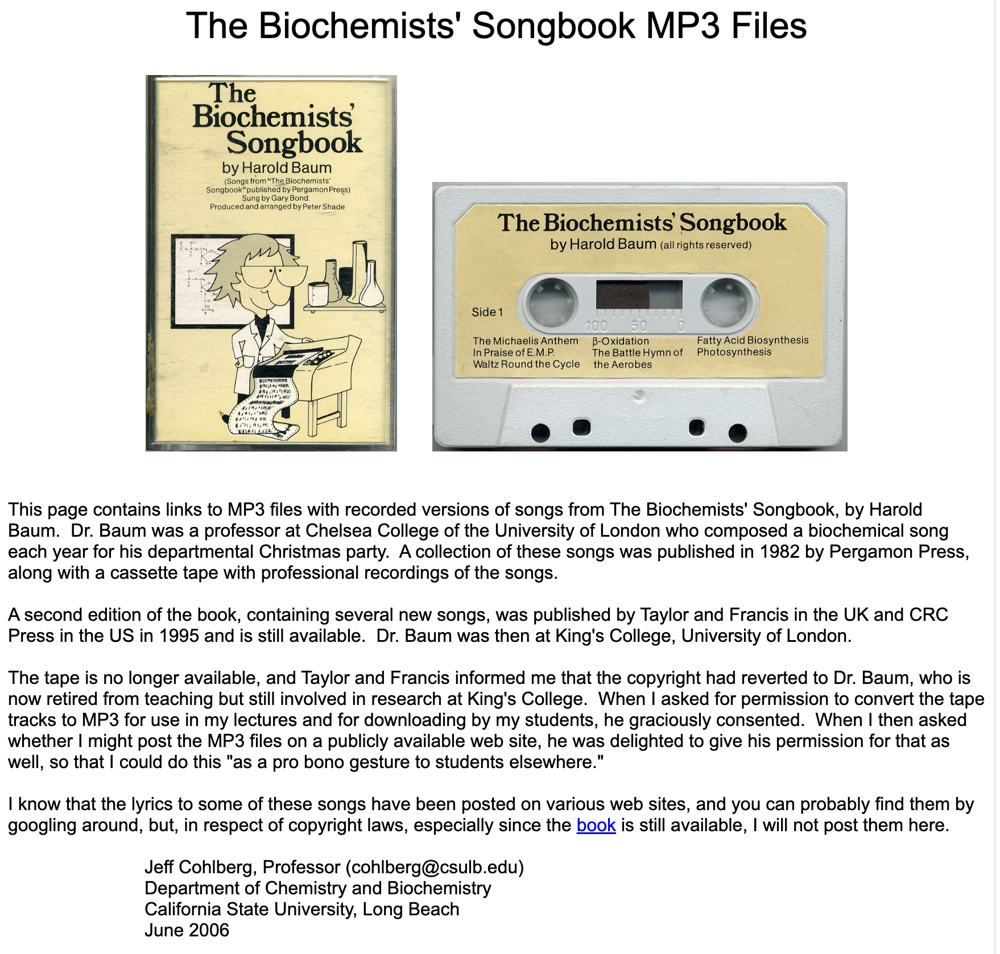 The Biochemists' Songbook MP3 Files
The
Biochemists'
Songbook
by Harold Baum
(Songs from "The Biochemists'
Songbook" published by Pergamon Press)
Sung by Gary Bond.
Produced and arranged by Peter Shade
The Biochemists' Songbook
by Harold Baum (all rights reserved)
Side 1
100 50 0
The Michaelis Anthem
In Praise of E.M.P.
Waltz Round the Cycle
β-Oxidation
The Battle Hymn of
the Aerobes
Fatty Acid Biosynthesis
Photosynthesis
This page contains links to MP3 files with recorded versions of songs from The Biochemists' Songbook, by Harold
Baum.  Dr. Baum was a professor at Chelsea College of the University of London who composed a biochemical song
each year for his departmental Christmas party.  A collection of these songs was published in 1982 by Pergamon Press,
along with a cassette tape with professional recordings of the songs.
A second edition of the book, containing several new songs, was published by Taylor and Francis in the UK and CRC
Press in the US in 1995 and is still available.  Dr. Baum was then at King's College, University of London.
The tape is no longer available, and Taylor and Francis informed me that the copyright had reverted to Dr. Baum, who is
now retired from teaching but still involved in research at King's College.  When I asked for permission to convert the tape
tracks to MP3 for use in my lectures and for downloading by my students, he graciously consented.  When I then asked
whether I might post the MP3 files on a publicly available web site, he was delighted to give his permission for that as
well, so that I could do this "as a pro bono gesture to students elsewhere."
I know that the lyrics to some of these songs have been posted on various web sites, and you can probably find them by
googling around, but, in respect of copyright laws, especially since the book is still available, I will not post them here.
Jeff Cohlberg, Professor (cohlberg@csulb.edu)
Department of Chemistry and Biochemistry
California State University, Long Beach
June 2006